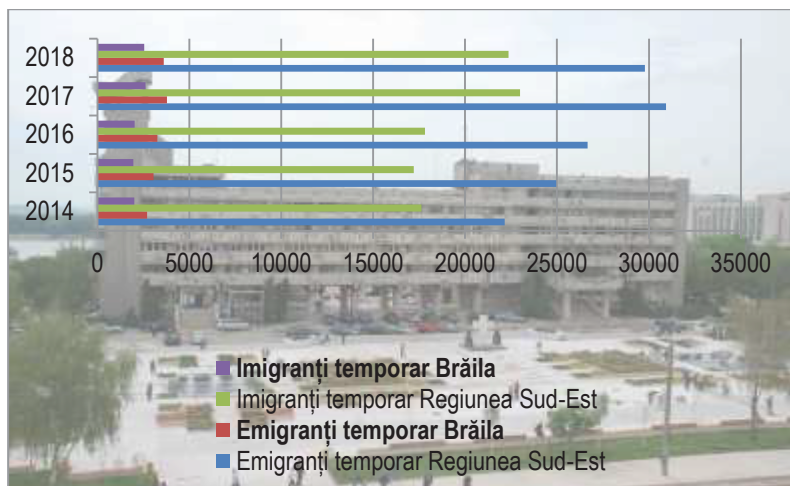 2018
2017
2016
2015
2014
0 5000 10000 15000 20000 25000 30000 35000
Imigranți temporar Brăila
Imigranți temporar Regiunea Sud-Est
Emigranți temporar Brăila
Emigranți temporar Regiunea Sud-Est